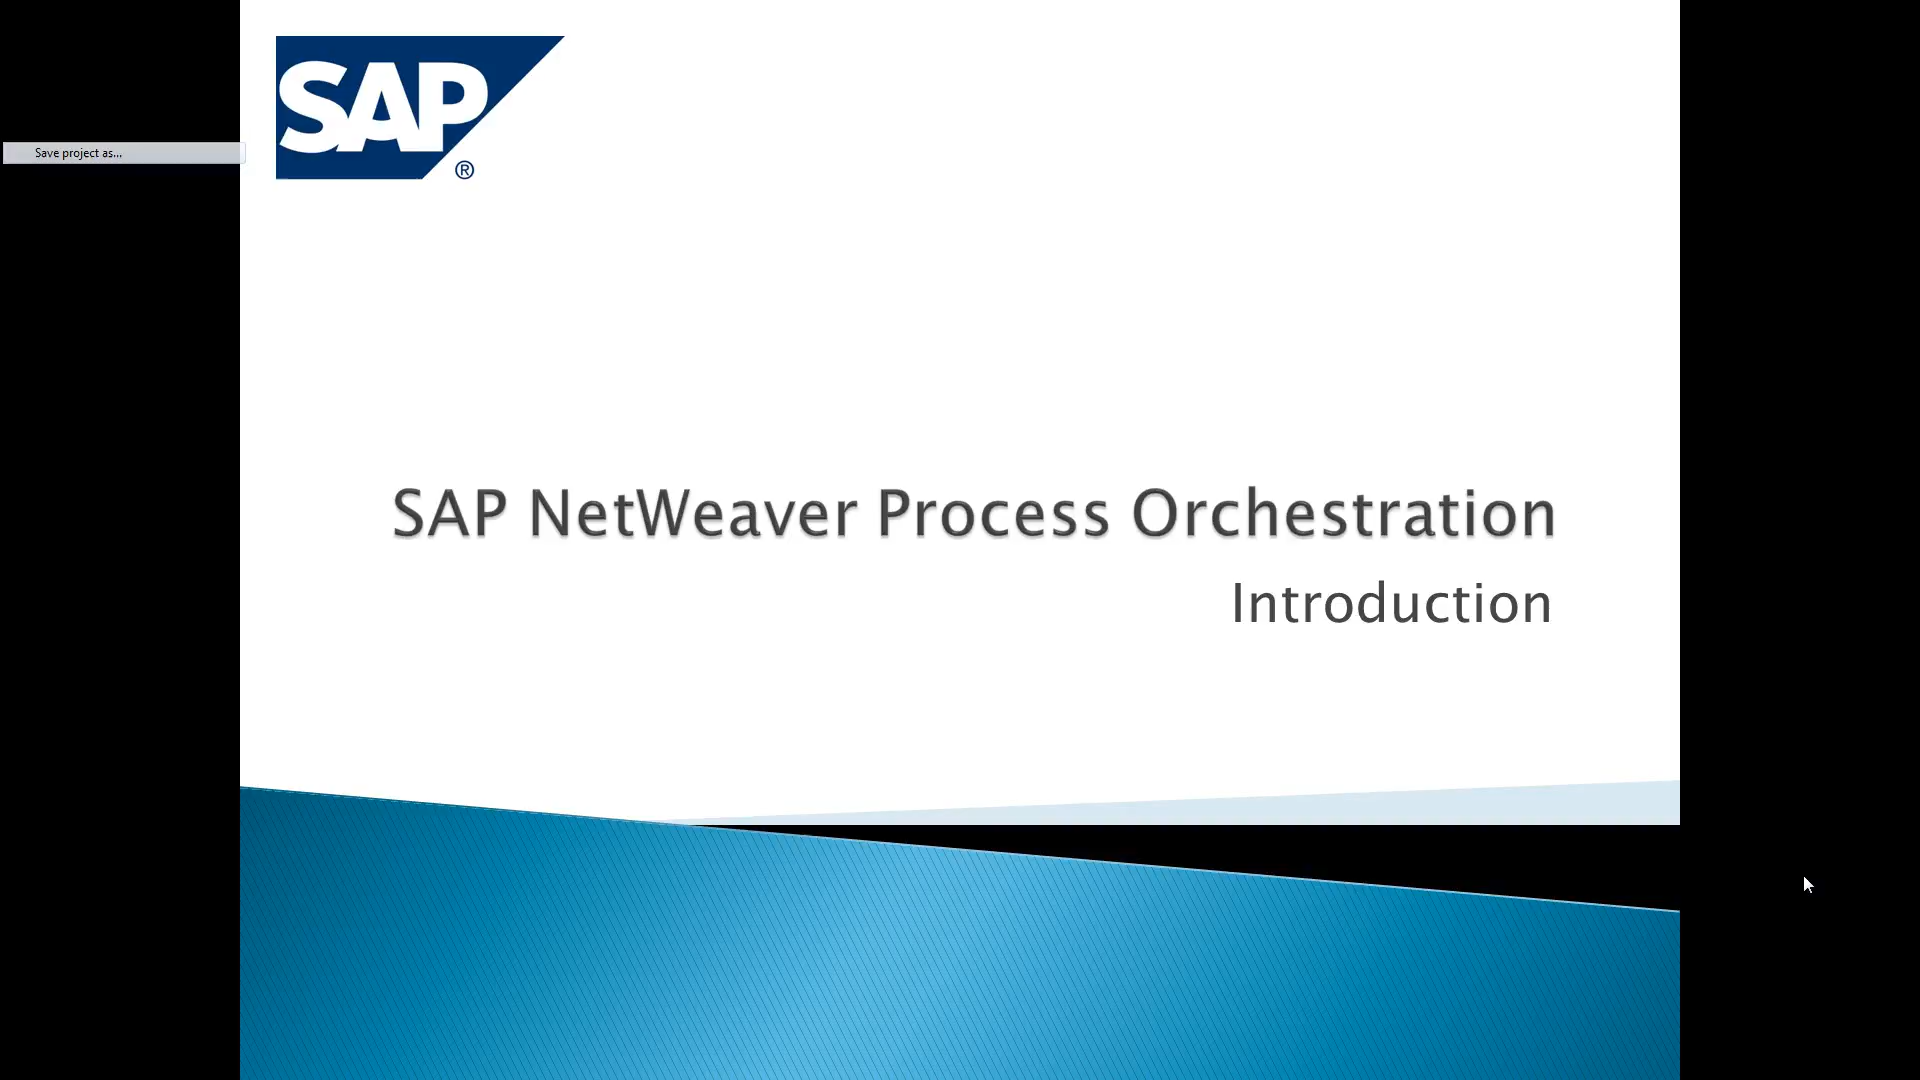 SAP
®
Save project as...
SAP NetWeaver Process Orchestration
Introduction